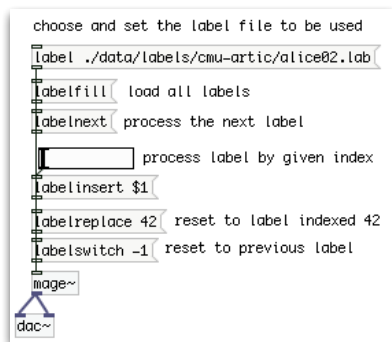 choose and set the label file to be used
label ./data/labels/cmu-artic/alice02.lab
labelfill load all labels
labelnext process the next label
process label by given index
labelinsert $1
labelreplace 42 reset to label indexed 42
labelswitch -1 reset to previous label
mage~
dac~